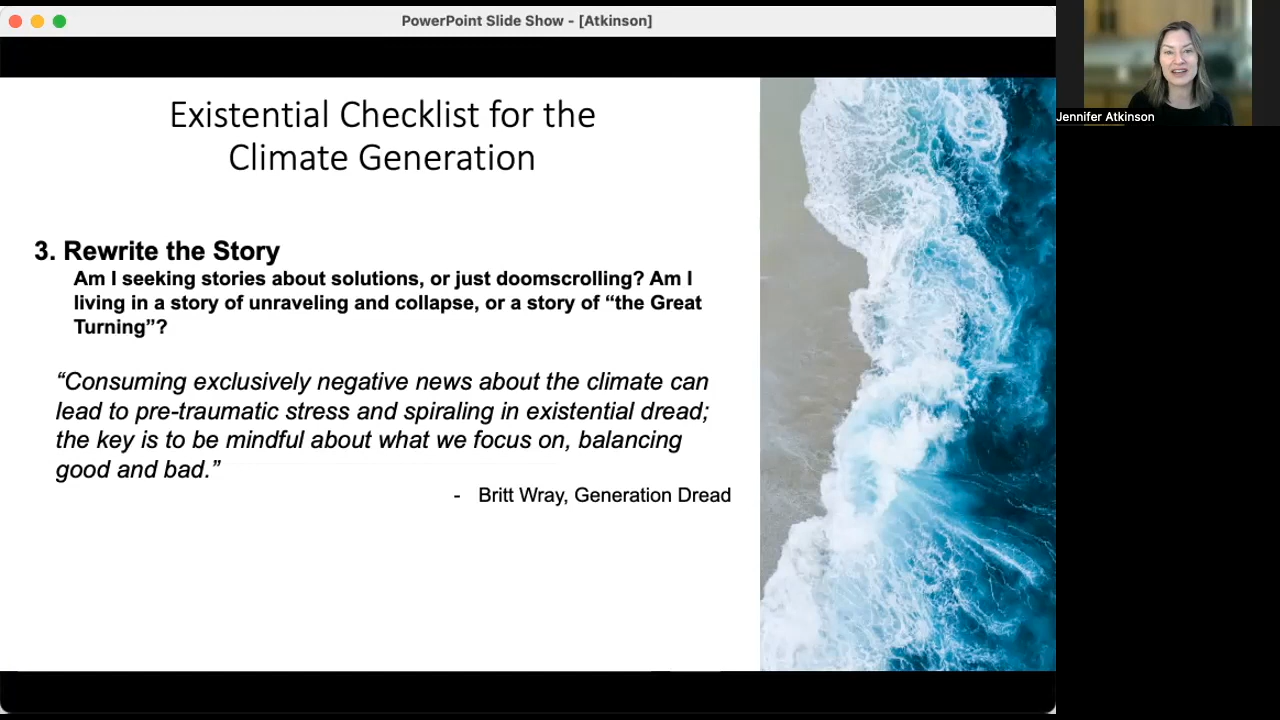 PowerPoint Slide Show - [Atkinson]
Jennifer Atkinson
Existential Checklist for the
Climate Generation
3. Rewrite the Story
Am I seeking stories about solutions, or just doomscrolling? Am I
living in a story of unraveling and collapse, or a story of “the Great
Turning”?
“Consuming exclusively negative news about the climate can
lead to pre-traumatic stress and spiraling in existential dread;
the key is to be mindful about what we focus on, balancing
good and bad.”
- Britt Wray, Generation Dread